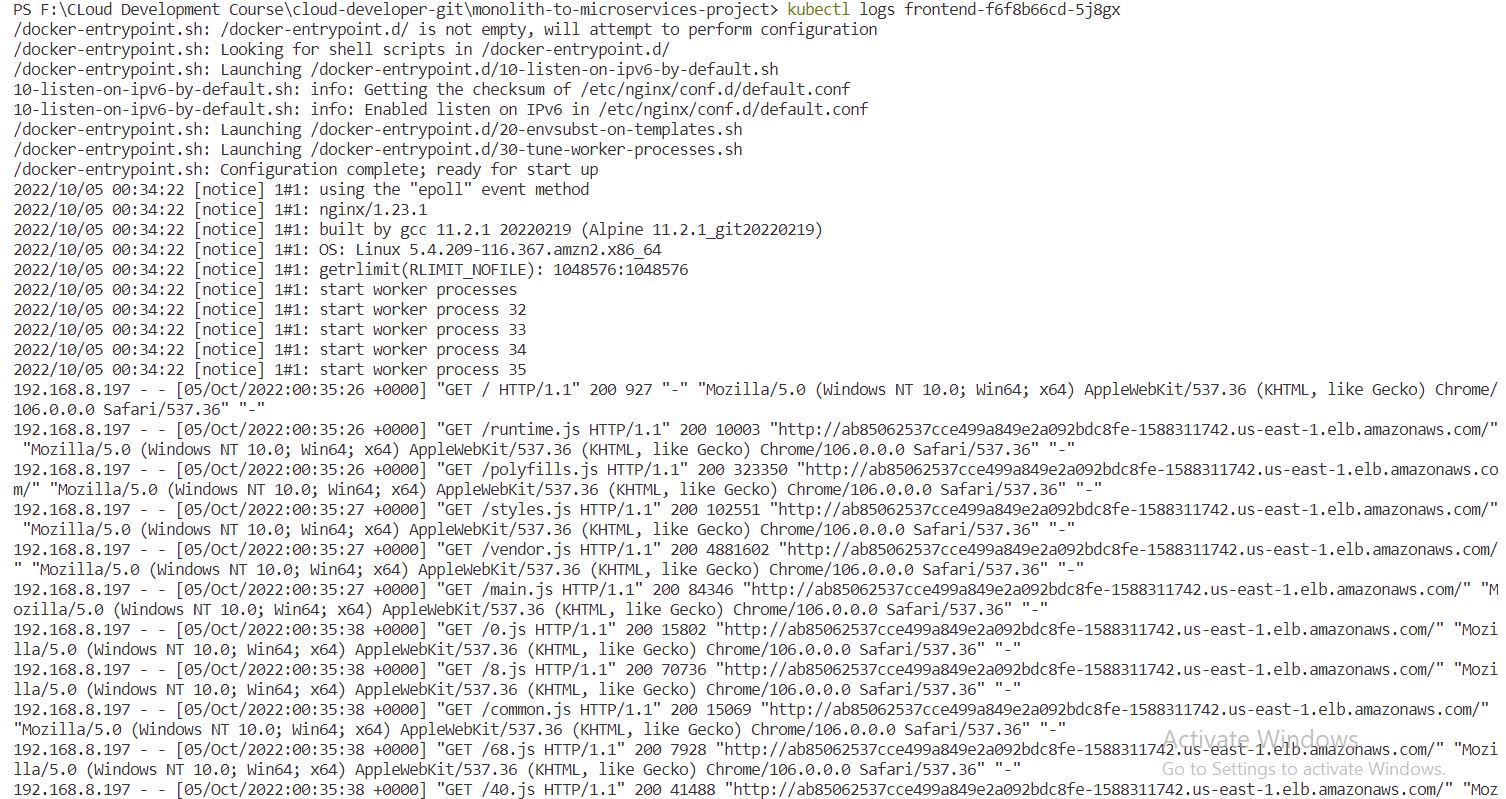 PS F:\CLoud Development Course\cloud-developer-git\monolith-to-microservices-project> kubectl logs frontend-f6f8b66cd-5j8gx
/docker-entrypoint.sh: /docker-entrypoint.d/ is not empty, will attempt to perform configuration
/docker-entrypoint.sh: Looking for shell scripts in /docker-entrypoint.d/
/docker-entrypoint.sh: Launching /docker-entrypoint.d/10-listen-on-ipv6-by-default.sh
10-listen-on-ipv6-by-default.sh: info: Getting the checksum of /etc/nginx/conf.d/default.conf
10-listen-on-ipv6-by-default.sh: info: Enabled listen on IPv6 in /etc/nginx/conf.d/default.conf
/docker-entrypoint.sh: Launching /docker-entrypoint.d/20-envsubst-on-templates.sh
/docker-entrypoint.sh: Launching /docker-entrypoint.d/30-tune-worker-processes.sh
/docker-entrypoint.sh: Configuration complete; ready for start up
2022/10/05 00:34:22 [notice] 1#1: using the "epoll" event method
2022/10/05 00:34:22 [notice] 1#1: nginx/1.23.1
2022/10/05 00:34:22 [notice] 1#1: built by gcc 11.2.1 20220219 (Alpine 11.2.1_git20220219)
2022/10/05 00:34:22 [notice] 1#1: OS: Linux 5.4.209-116.367.amzn2.x86_64
2022/10/05 00:34:22 [notice] 1#1: getrlimit(RLIMIT_NOFILE): 1048576:1048576
2022/10/05 00:34:22 [notice] 1#1: start worker processes
2022/10/05 00:34:22 [notice] 1#1: start worker process 32
2022/10/05 00:34:22 [notice] 1#1: start worker process 33
2022/10/05 00:34:22 [notice] 1#1: start worker process 34
2022/10/05 00:34:22 [notice] 1#1: start worker process 35
192.168.8.197 - - [05/Oct/2022:00:35:26 +0000] "GET / HTTP/1.1" 200 927 "-" "Mozilla/5.0 (Windows NT 10.0; Win64; x64) AppleWebKit/537.36 (KHTML, like Gecko) Chrome/
106.0.0.0 Safari/537.36" "-"
192.168.8.197 - - [05/Oct/2022:00:35:26 +0000] "GET /runtime.js HTTP/1.1" 200 10003 "http://ab85062537cce499a849e2a092bdc8fe-1588311742.us-east-1.elb.amazonaws.com/"
"Mozilla/5.0 (Windows NT 10.0; Win64; x64) AppleWebKit/537.36 (KHTML, like Gecko) Chrome/106.0.0.0 Safari/537.36" "-"
192.168.8.197 - - [05/Oct/2022:00:35:26 +0000] "GET /polyfills.js HTTP/1.1" 200 323350 "http://ab85062537cce499a849e2a092bdc8fe-1588311742.us-east-1.elb.amazonaws.co
m/" "Mozilla/5.0 (Windows NT 10.0; Win64; x64) AppleWebKit/537.36 (KHTML, like Gecko) Chrome/106.0.0.0 Safari/537.36" "-"
192.168.8.197 - - [05/Oct/2022:00:35:27 +0000] "GET /styles.js HTTP/1.1" 200 102551 "http://ab85062537cce499a849e2a092bdc8fe-1588311742.us-east-1.elb.amazonaws.com/"
"Mozilla/5.0 (Windows NT 10.0; Win64; x64) AppleWebKit/537.36 (KHTML, like Gecko) Chrome/106.0.0.0 Safari/537.36" "-"
192.168.8.197 - - [05/Oct/2022:00:35:27 +0000] "GET /vendor.js HTTP/1.1" 200 4881602 "http://ab85062537cce499a849e2a092bdc8fe-1588311742.us-east-1.elb.amazonaws.com/
" "Mozilla/5.0 (Windows NT 10.0; Win64; x64) AppleWebKit/537.36 (KHTML, like Gecko) Chrome/106.0.0.0 Safari/537.36" "-"
192.168.8.197 - - [05/Oct/2022:00:35:27 +0000] "GET /main.js HTTP/1.1" 200 84346 "http://ab85062537cce499a849e2a092bdc8fe-1588311742.us-east-1.elb.amazonaws.com/" "M
ozilla/5.0 (Windows NT 10.0; Win64; x64) AppleWebKit/537.36 (KHTML, like Gecko) Chrome/106.0.0.0 Safari/537.36" "-"
192.168.8.197 - - [05/Oct/2022:00:35:38 +0000] "GET /0.js HTTP/1.1" 200 15802 "http://ab85062537cce499a849e2a092bdc8fe-1588311742.us-east-1.elb.amazonaws.com/" "Mozi
lla/5.0 (Windows NT 10.0; Win64; x64) AppleWebKit/537.36 (KHTML, like Gecko) Chrome/106.0.0.0 Safari/537.36" "-"
192.168.8.197 - - [05/Oct/2022:00:35:38 +0000] "GET /8.js HTTP/1.1" 200 70736 "http://ab85062537cce499a849e2a092bdc8fe-1588311742.us-east-1.elb.amazonaws.com/" "Mozi
lla/5.0 (Windows NT 10.0; Win64; x64) AppleWebKit/537.36 (KHTML, like Gecko) Chrome/106.0.0.0 Safari/537.36" "-"
192.168.8.197 - - [05/Oct/2022:00:35:38 +0000] "GET /common.js HTTP/1.1" 200 15069 "http://ab85062537cce499a849e2a092bdc8fe-1588311742.us-east-1.elb.amazonaws.com/"
"Mozilla/5.0 (Windows NT 10.0; Win64; x64) AppleWebKit/537.36 (KHTML, like Gecko) Chrome/106.0.0.0 Safari/537.36" "-"
192.168.8.197 - - [05/Oct/2022:00:35:38 +0000] "GET /68.js HTTP/1.1" 200 7928 "http://ab85062537cce499a849e2a092bdc8fe-1588311742.us-east-1.elb.amazonaws.com/" "Mozi
lla/5.0 (Windows NT 10.0; Win64; x64) AppleWebKit/537.36 (KHTML, like Gecko) Chrome/106.0.0.0 Safari/537.36" "-"
192.168.8.197 - - [05/Oct/2022:00:35:38 +0000] "GET /40.js HTTP/1.1" 200 41488 "http://ab85062537cce499a849e2a092bdc8fe-1588311742.us-east-1.elb.amazonaws.com/" "Moz
Activate Windows
Go to Settings to activate Windows.